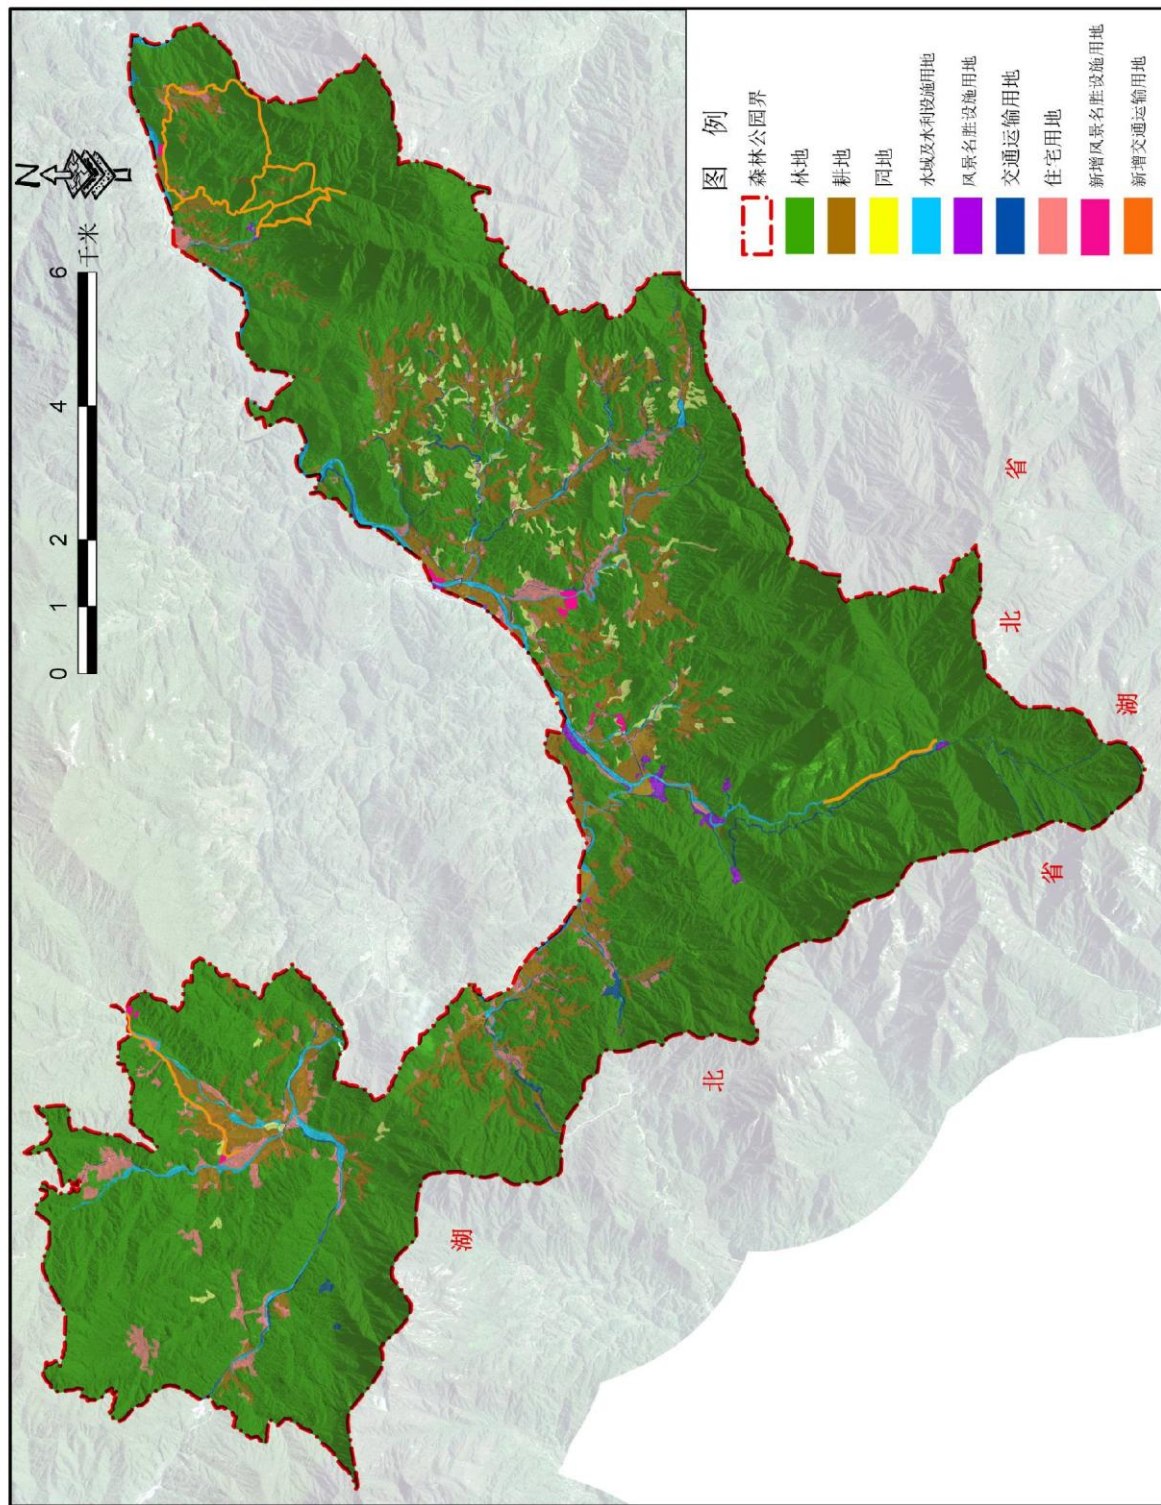 N
0 1 2 4 6
千米
图 例
森林公园界
林地
耕地
园地
水域及水利设施用地
风景名胜设施用地
交通运输用地
住宅用地
新增风景名胜设施用地
新增交通运输用地
湖 北 省
湖 北 省